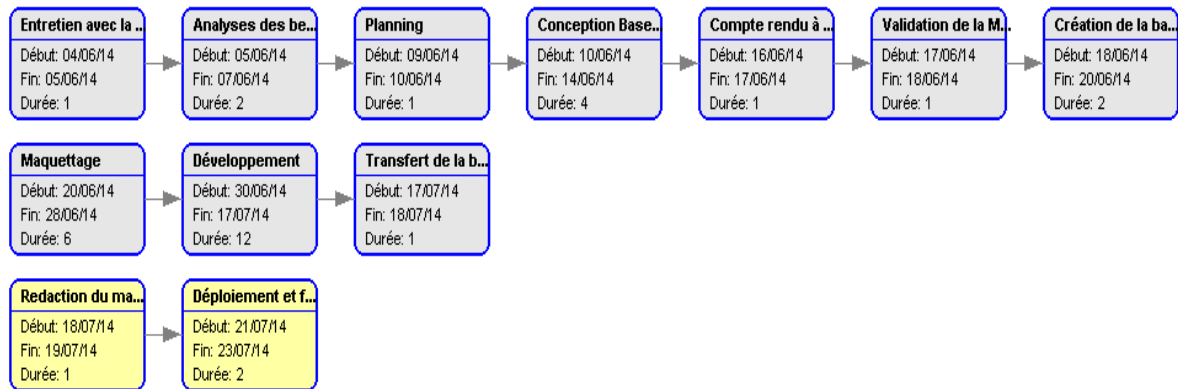 Entretien avec la ...
Début: 04/06/14
Fin: 05/06/14
Durée: 1
Analyses des be...
Début: 05/06/14
Fin: 07/06/14
Durée: 2
Planning
Début: 09/06/14
Fin: 10/06/14
Durée: 1
Conception Base...
Début: 10/06/14
Fin: 14/06/14
Durée: 4
Compte rendu à ...
Début: 16/06/14
Fin: 17/06/14
Durée: 1
Validation de la M...
Début: 17/06/14
Fin: 18/06/14
Durée: 1
Création de la ba...
Début: 18/06/14
Fin: 20/06/14
Durée: 2
Maquettage
Début: 20/06/14
Fin: 28/06/14
Durée: 6
Développement
Début: 30/06/14
Fin: 17/07/14
Durée: 12
Transfert de la b...
Début: 17/07/14
Fin: 18/07/14
Durée: 1
Redaction du ma...
Début: 18/07/14
Fin: 19/07/14
Durée: 1
Déploiement et f...
Début: 21/07/14
Fin: 23/07/14
Durée: 2